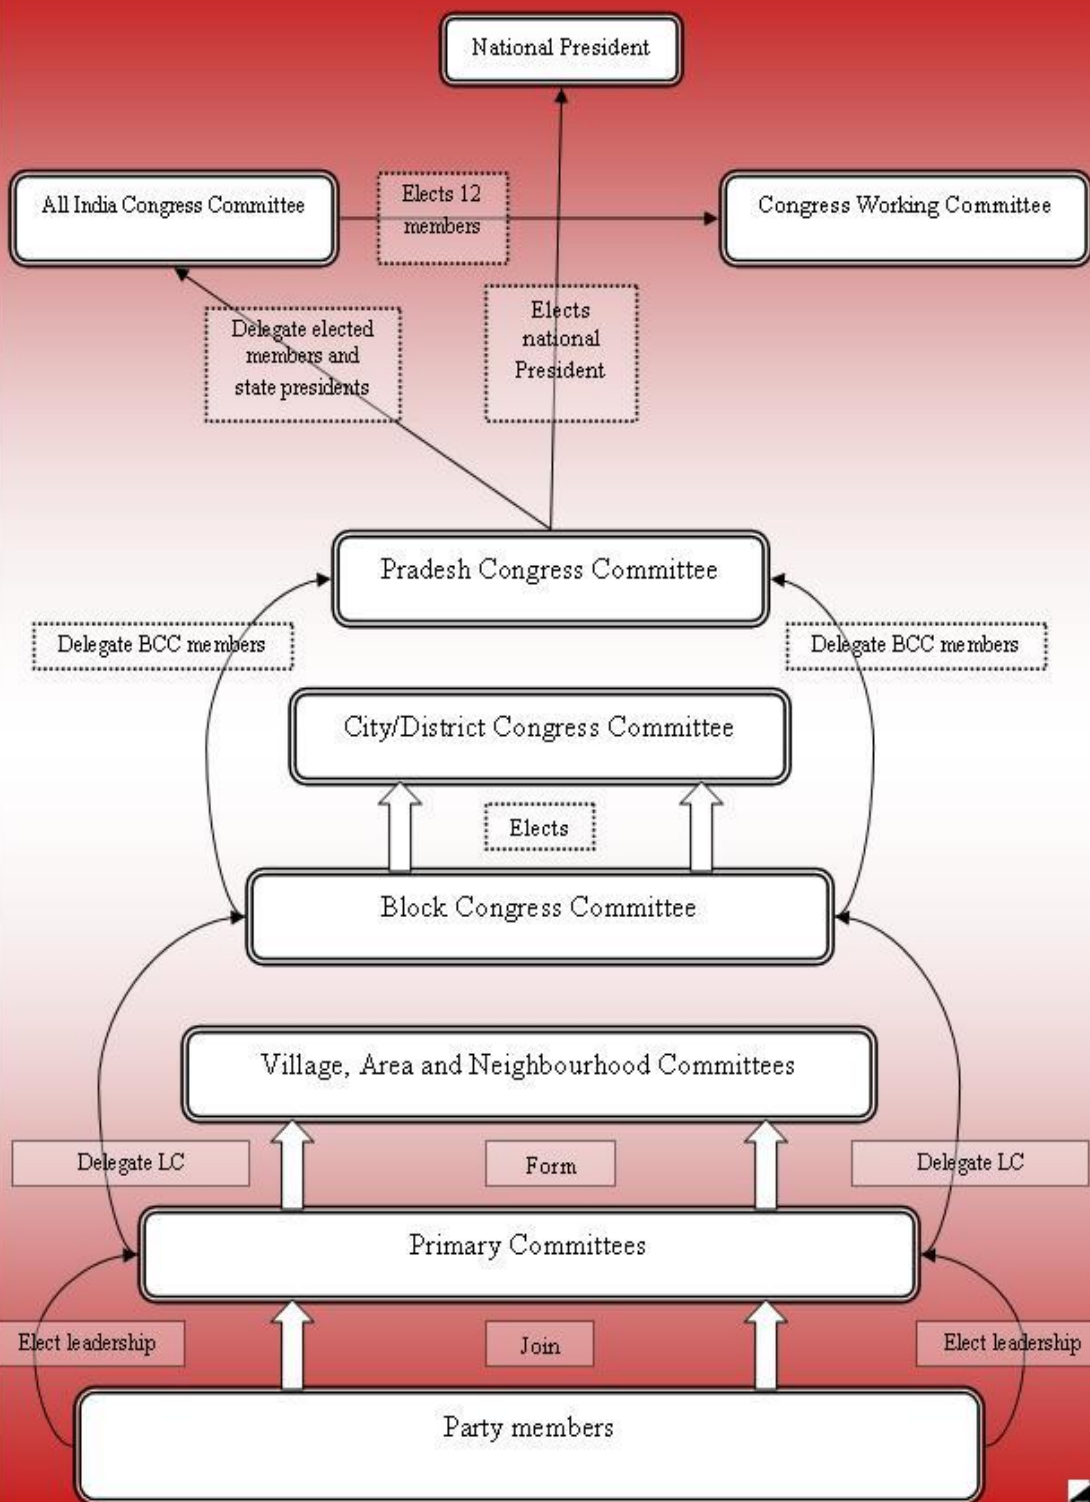 National President
All India Congress Committee
Elects 12
members
Congress Working Committee
Delegate elected
members and
state presidents
Elects
national
President
Pradesh Congress Committee
Delegate BCC members
Delegate BCC members
City/District Congress Committee
Elects
Block Congress Committee
Village, Area and Neighbourhood Committees
Delegate LC
Form
Delegate LC
Primary Committees
Elect leadership
Join
Elect leadership
Party members